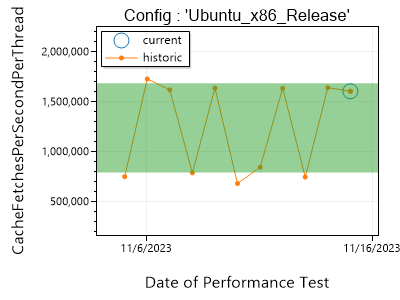 Config : 'Ubuntu_x86_Release'
CacheFetchesPerSecondPerThread
2,000,000
1,500,000
1,000,000
500,000
current
historic
11/6/2023
11/16/2023
Date of Performance Test